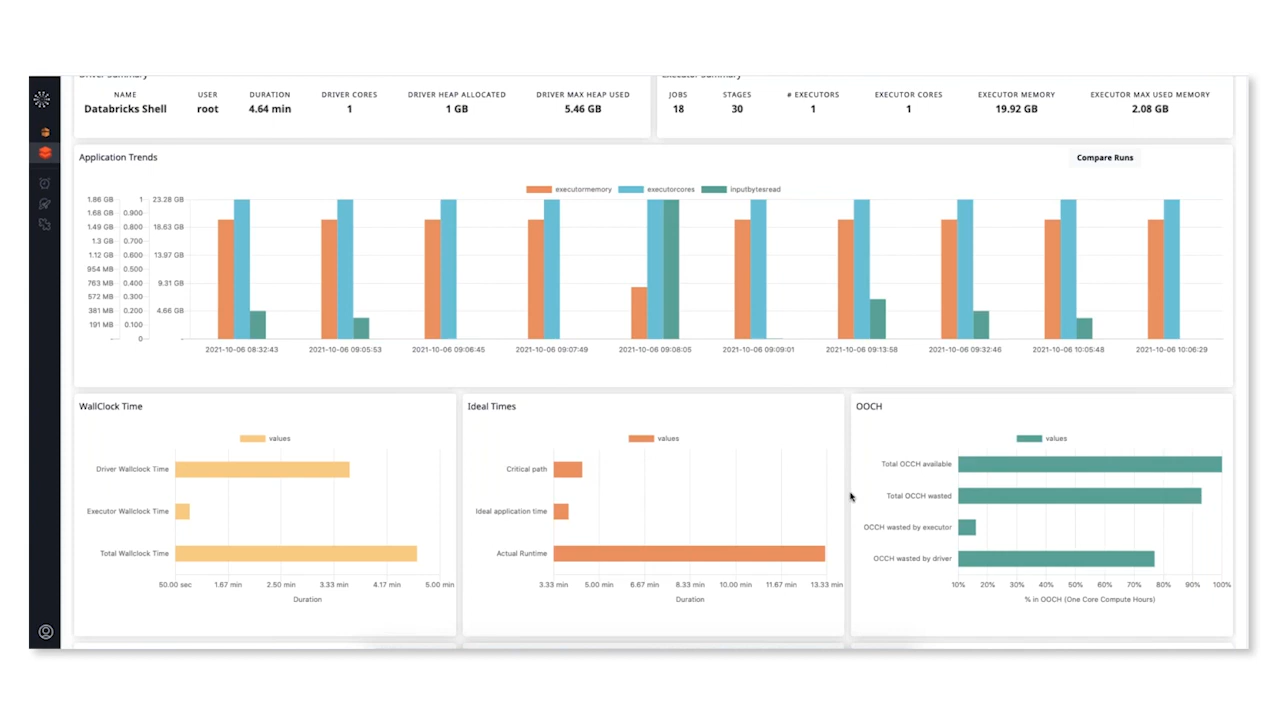 Driver Summary
Executor Summary
NAME USER DURATION DRIVER CORES DRIVER HEAP ALLOCATED DRIVER MAX HEAP USED
Databricks Shell root 4.64 min 1 1 GB 5.46 GB
JOBS STAGES # EXECUTORS EXECUTOR CORES EXECUTOR MEMORY EXECUTOR MAX USED MEMORY
18 30 1 1 19.92 GB 2.08 GB
Application Trends
Compare Runs
executormemory executorcores inputbytesread
1.86 GB 1 23.28 GB
1.68 GB 0.900
1.49 GB 0.800 18.63 GB
1.3 GB 0.700
1.12 GB 0.600 13.97 GB
954 MB 0.500
763 MB 0.400 9.31 GB
572 MB 0.300
381 MB 0.200 4.66 GB
191 MB 0.100
0
2021-10-06 08:32:43 2021-10-06 09:05:53 2021-10-06 09:06:45 2021-10-06 09:07:49 2021-10-06 09:08:05 2021-10-06 09:09:01 2021-10-06 09:13:58 2021-10-06 09:32:46 2021-10-06 10:05:48 2021-10-06 10:06:29
WallClock Time
values
Driver Wallclock Time
Executor Wallclock Time
Total Wallclock Time
50.00 sec 1.67 min 2.50 min 3.33 min 4.17 min 5.00 min
Duration
Ideal Times
values
Critical path
Ideal application time
Actual Runtime
3.33 min 5.00 min 6.67 min 8.33 min 10.00 min 11.67 min 13.33 min
Duration
OOCH
values
Total OCCH available
Total OCCH wasted
OCCH wasted by executor
OCCH wasted by driver
10% 20% 30% 40% 50% 60% 70% 80% 90% 100%
% in OOCH (One Core Compute Hours)